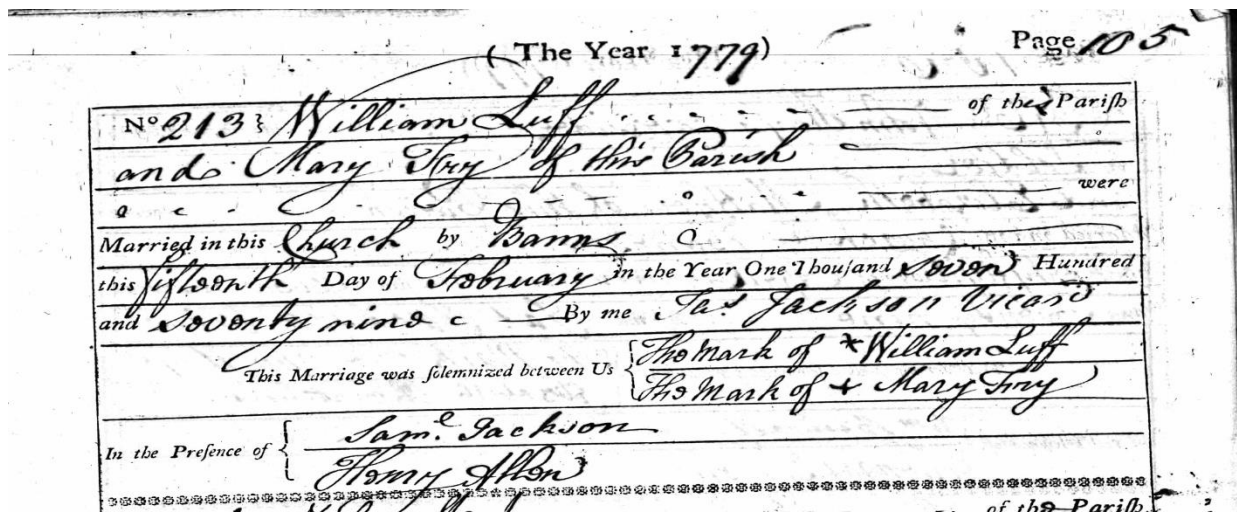 ( The Year 1779) Page 105
No 213 } William Luff of the Pariſh
and Mary Fry of this Parish
were
Married in this Church by Banns
this fifteenth Day of February in the Year One Thouſand seven Hundred
and seventy nine By me Jas. Jackson Vicar
This Marriage was ſolemnized between Us { The Mark of x William Luff
The Mark of + Mary Fry
In the Preſence of { Saml. Jackson
Henry Allen
of the Pariſh